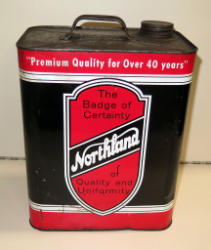 "Premium Quality for Over 40 years"
The
Badge of
Certainty
Northland
of
Quality and
Uniformity